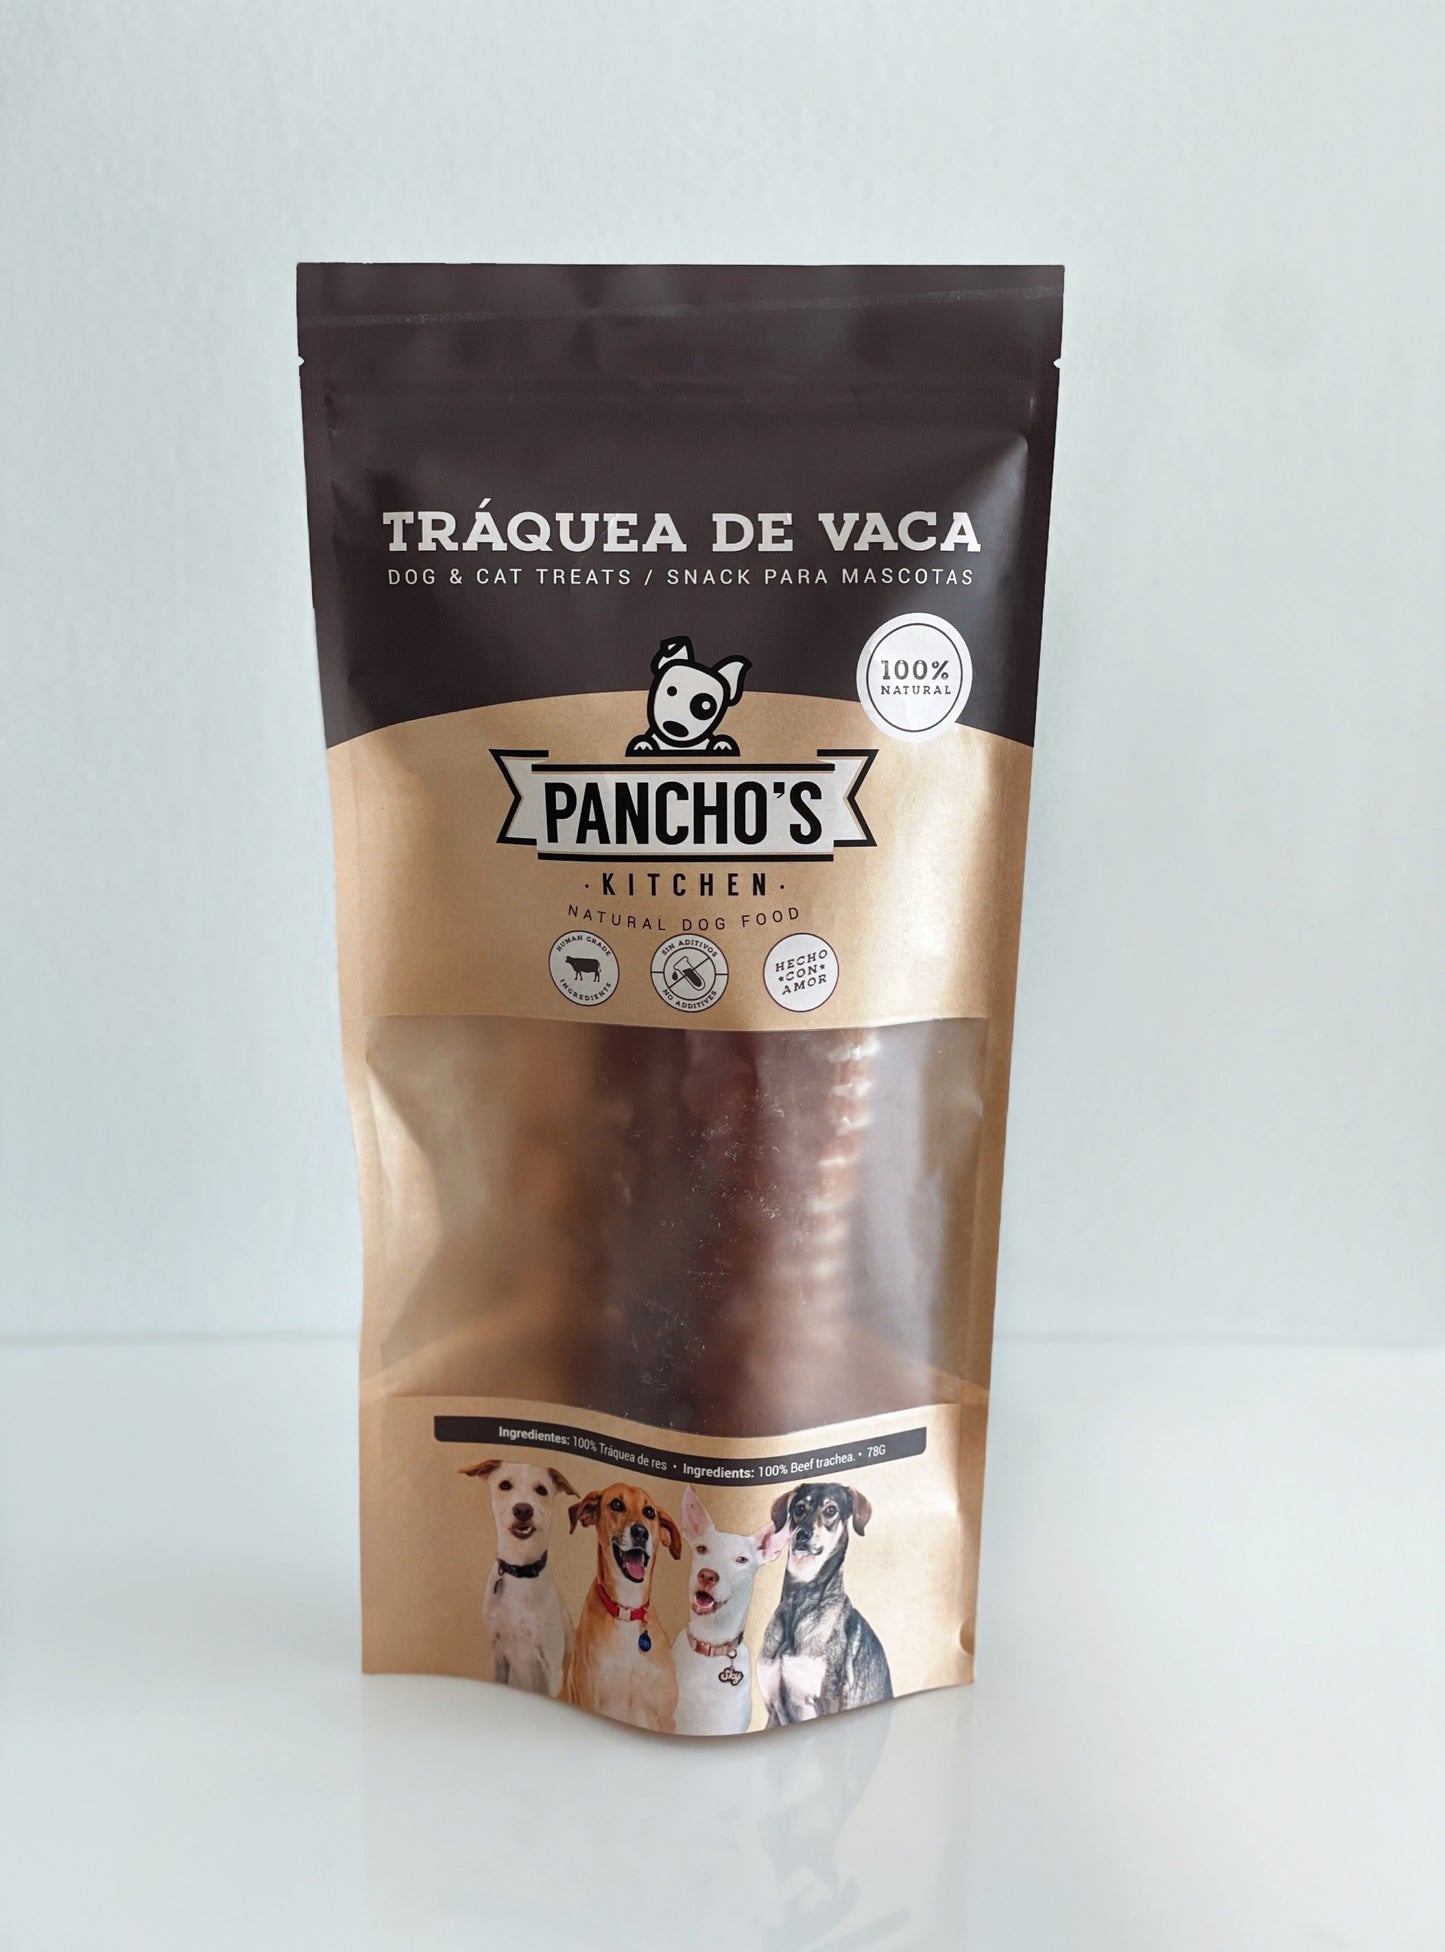 TRÁQUEA DE VACA
DOG & CAT TREATS / SNACK PARA MASCOTAS
100%
NATURAL
PANCHO'S
· KITCHEN ·
NATURAL DOG FOOD
HUMAN GRADE
INGREDIENTS
SIN ADITIVOS
NO ADDITIVES
HECHO
★CON★
AMOR
Ingredientes: 100% Tráquea de res • Ingredients: 100% Beef trachea. • 78G
Sky